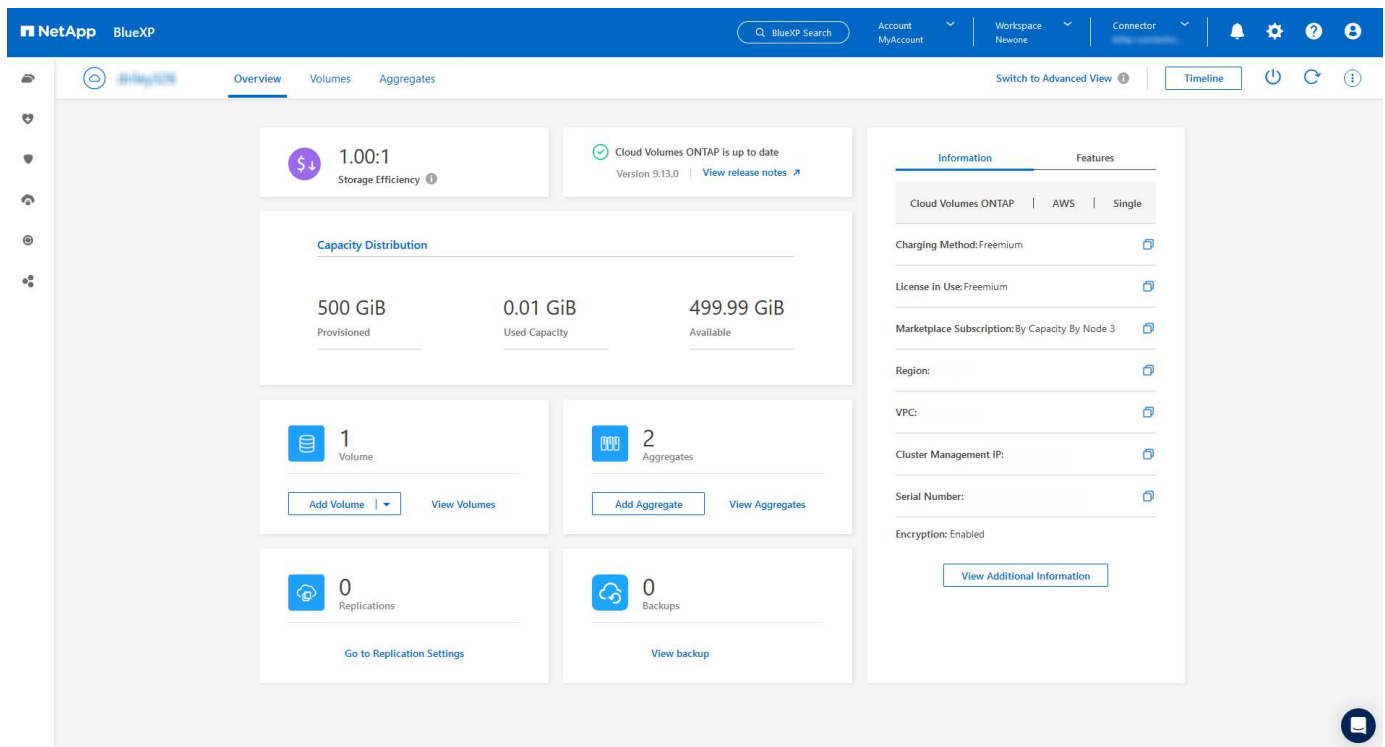 NetApp BlueXP
BlueXP Search
Account
MyAccount
Workspace
Newone
Connector
Overview Volumes Aggregates
Switch to Advanced View
Timeline
1.00:1
Storage Efficiency
Cloud Volumes ONTAP is up to date
Version 9.13.0 | View release notes
Capacity Distribution
500 GiB
Provisioned
0.01 GiB
Used Capacity
499.99 GiB
Available
1
Volume
Add Volume
View Volumes
2
Aggregates
Add Aggregate
View Aggregates
0
Replications
Go to Replication Settings
0
Backups
View backup
Information Features
Cloud Volumes ONTAP | AWS | Single
Charging Method: Freemium
License in Use: Freemium
Marketplace Subscription: By Capacity By Node 3
Region:
VPC:
Cluster Management IP:
Serial Number:
Encryption: Enabled
View Additional Information